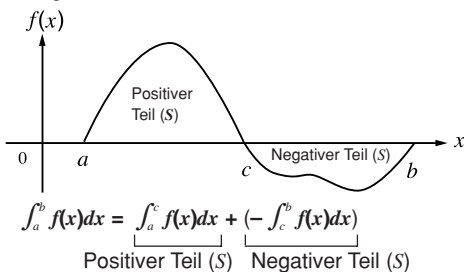 f(x)
Positiver
Teil (S)
0 a c b x
Negativer Teil (S)
∫_a^b f(x)dx = ∫_a^c f(x)dx + (− ∫_c^b f(x)dx)
Positiver Teil (S) Negativer Teil (S)